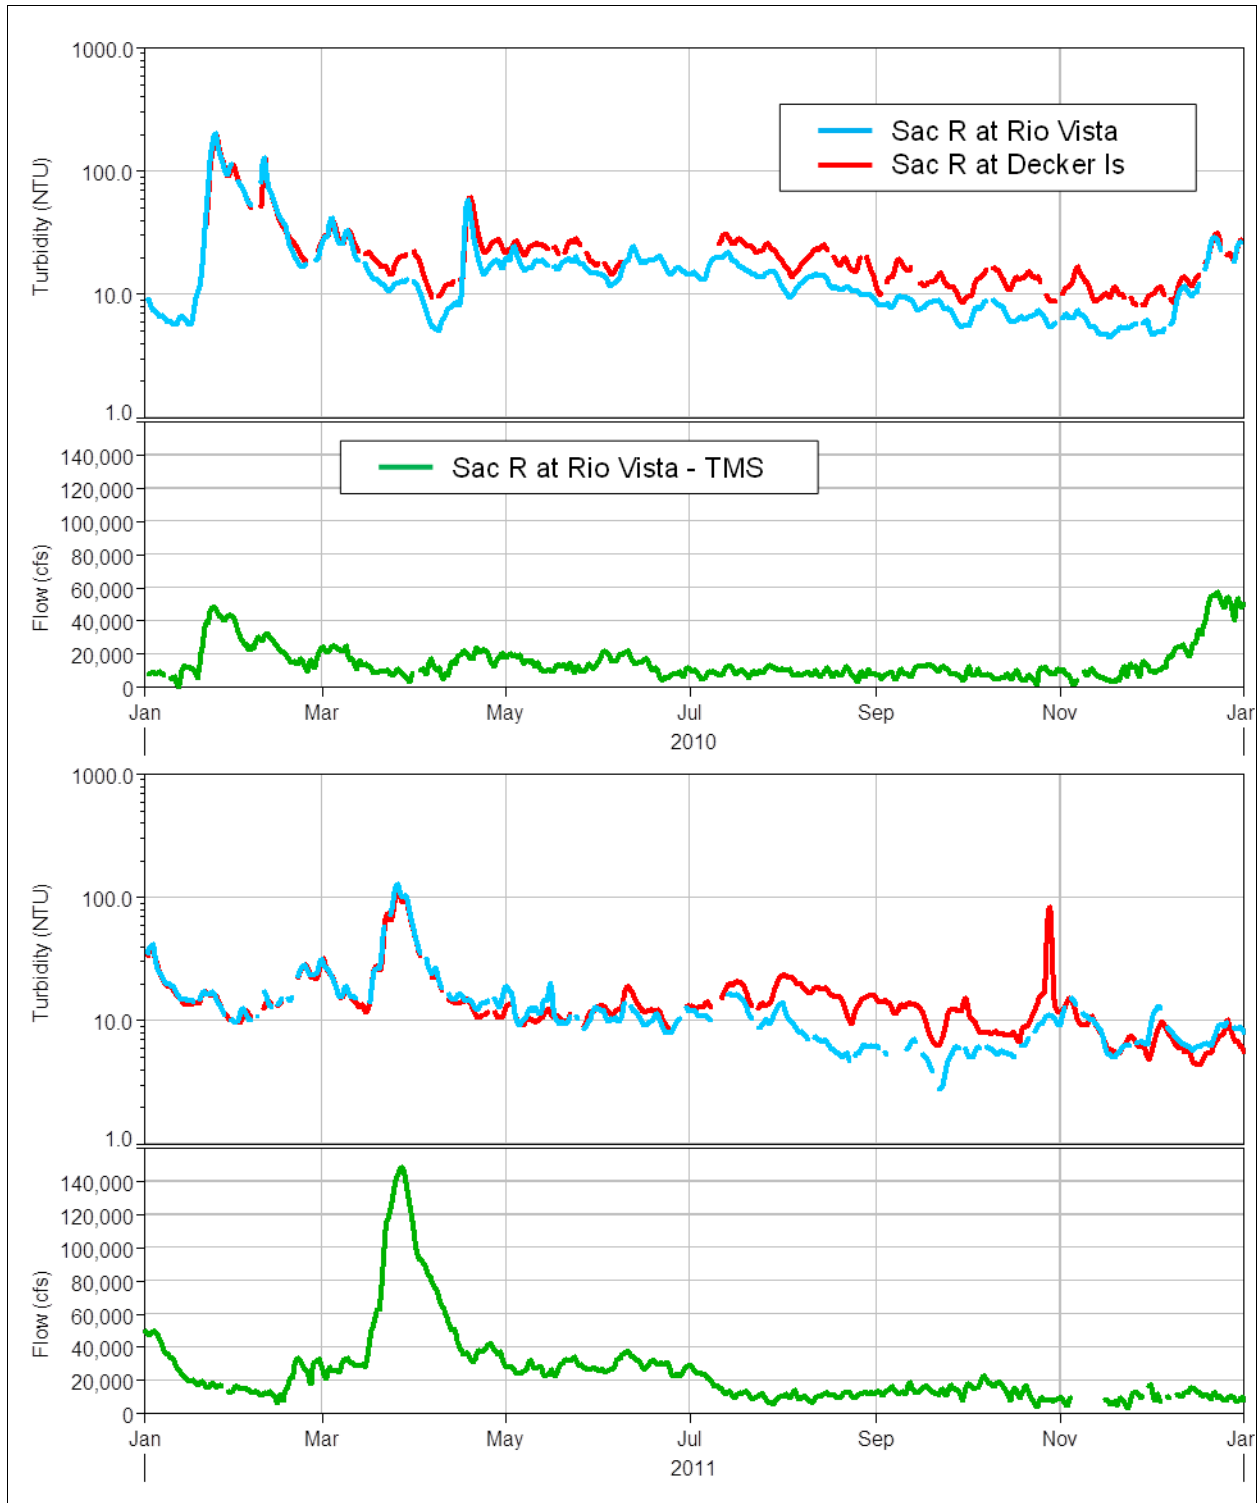 1000.0
100.0
10.0
1.0
Turbidity (NTU)
Sac R at Rio Vista
Sac R at Decker Is
140,000
120,000
100,000
80,000
60,000
40,000
20,000
0
Flow (cfs)
Sac R at Rio Vista - TMS
Jan Mar May Jul Sep Nov Jan
2010
1000.0
100.0
10.0
1.0
Turbidity (NTU)
140,000
120,000
100,000
80,000
60,000
40,000
20,000
0
Flow (cfs)
Jan Mar May Jul Sep Nov Jan
2011